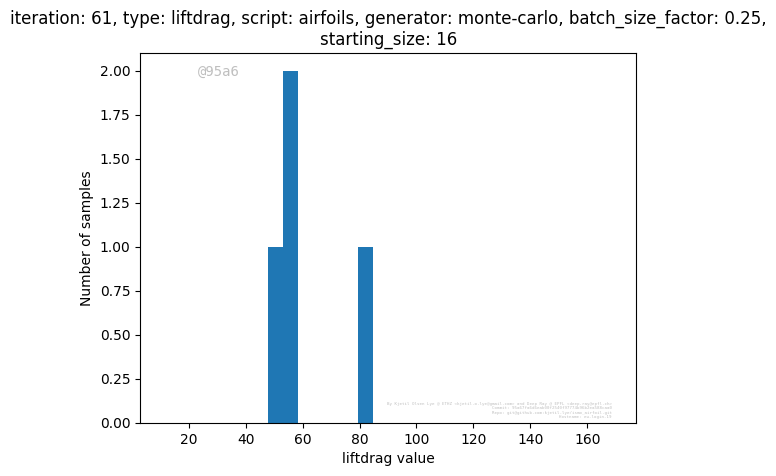 iteration: 61, type: liftdrag, script: airfoils, generator: monte-carlo, batch_size_factor: 0.25,
starting_size: 16
@95a6
2.00
1.75
1.50
1.25
1.00
0.75
0.50
0.25
0.00
Number of samples
20 40 60 80 100 120 140 160
liftdrag value